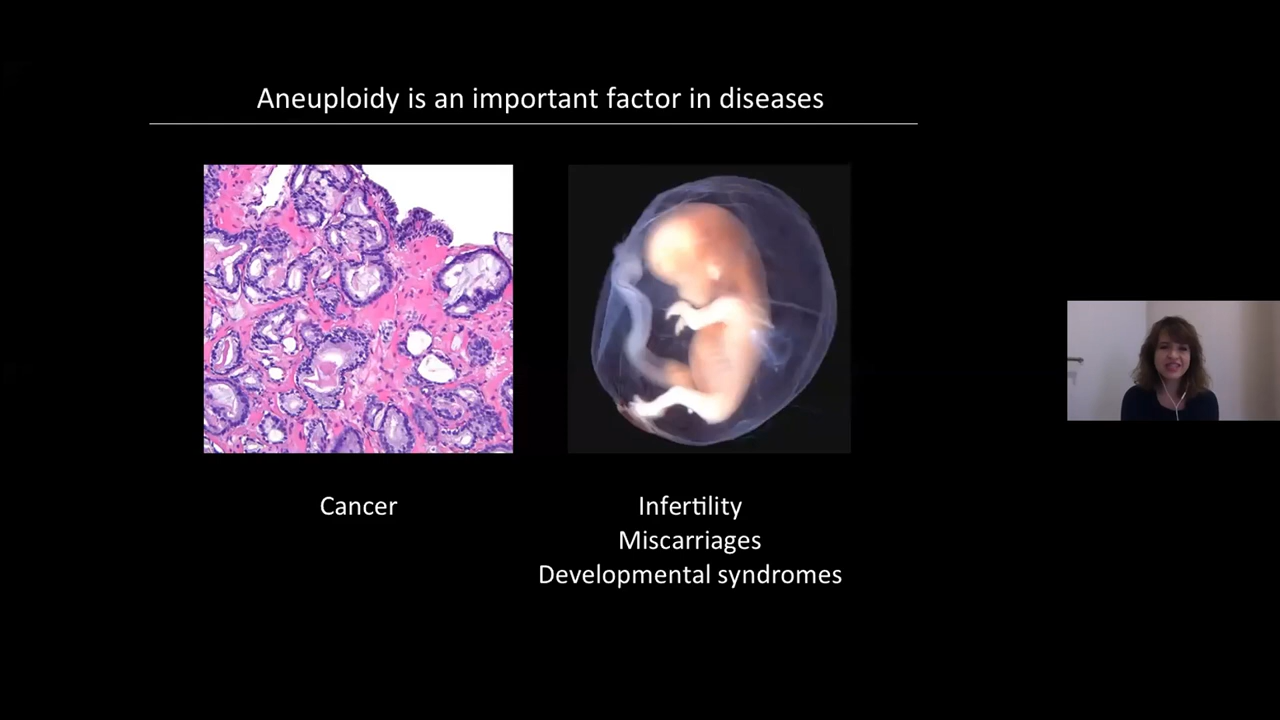 Aneuploidy is an important factor in diseases
Cancer
Infertility
Miscarriages
Developmental syndromes